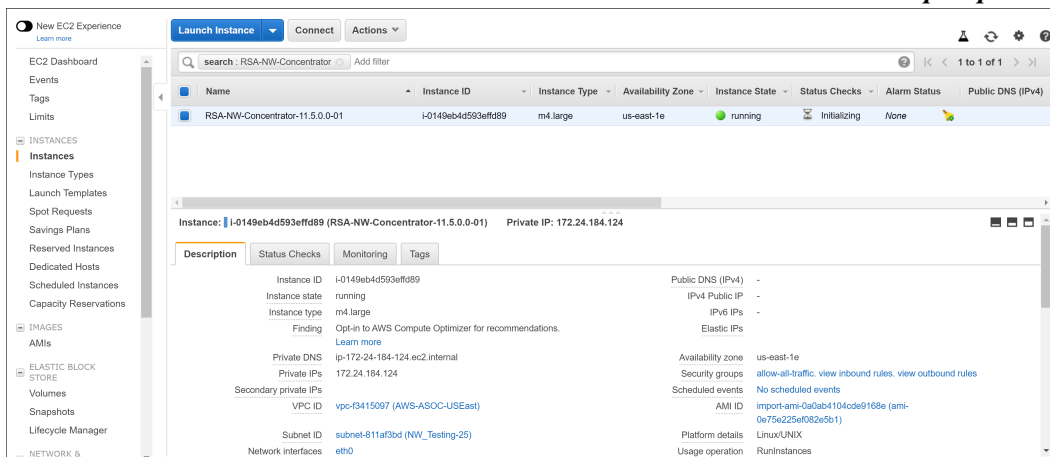 New EC2 Experience
Learn more
EC2 Dashboard
Events
Tags
Limits
INSTANCES
Instances
Instance Types
Launch Templates
Spot Requests
Savings Plans
Reserved Instances
Dedicated Hosts
Scheduled Instances
Capacity Reservations
IMAGES
AMIs
ELASTIC BLOCK
STORE
Volumes
Snapshots
Lifecycle Manager
NETWORK &
Launch Instance Connect Actions
search : RSA-NW-Concentrator Add filter 1 to 1 of 1
Name Instance ID Instance Type Availability Zone Instance State Status Checks Alarm Status Public DNS (IPv4)
RSA-NW-Concentrator-11.5.0.0-01 i-0149eb4d593effd89 m4.large us-east-1e running Initializing None
Instance: i-0149eb4d593effd89 (RSA-NW-Concentrator-11.5.0.0-01) Private IP: 172.24.184.124
Description Status Checks Monitoring Tags
Instance ID i-0149eb4d593effd89 Public DNS (IPv4) -
Instance state running IPv4 Public IP -
Instance type m4.large IPv6 IPs -
Finding Opt-in to AWS Compute Optimizer for recommendations. Elastic IPs
Learn more
Private DNS ip-172-24-184-124.ec2.internal Availability zone us-east-1e
Private IPs 172.24.184.124 Security groups allow-all-traffic. view inbound rules. view outbound rules
Secondary private IPs Scheduled events No scheduled events
VPC ID vpc-f3415097 (AWS-ASOC-USEast) AMI ID import-ami-0a0ab4104cde9168e (ami-
0e75e225ef082e5b1)
Subnet ID subnet-811af3bd (NW_Testing-25) Platform details Linux/UNIX
Network interfaces eth0 Usage operation RunInstances